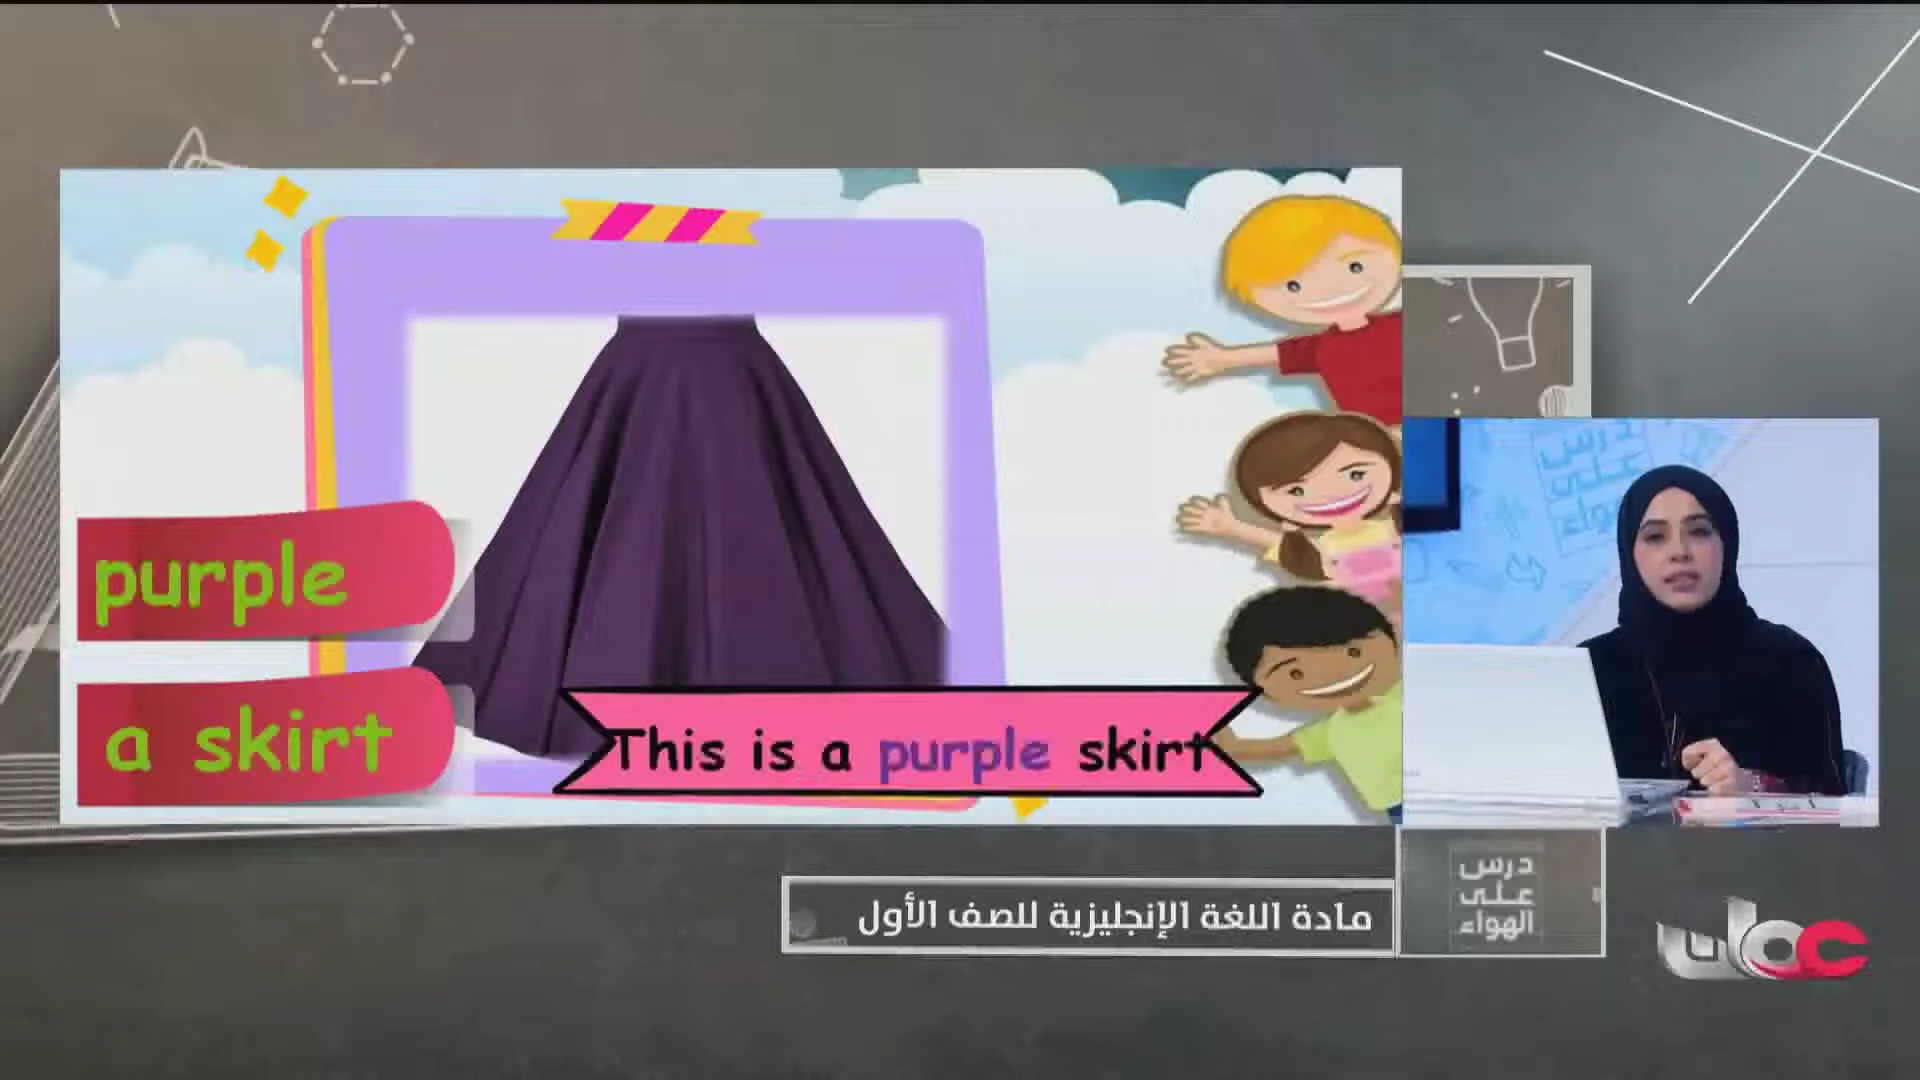 purple
a skirt
This is a purple skirt
درس
على
الهواء
مادة اللغة الإنجليزية للصف الأول
درس
على
الهواء
عمان